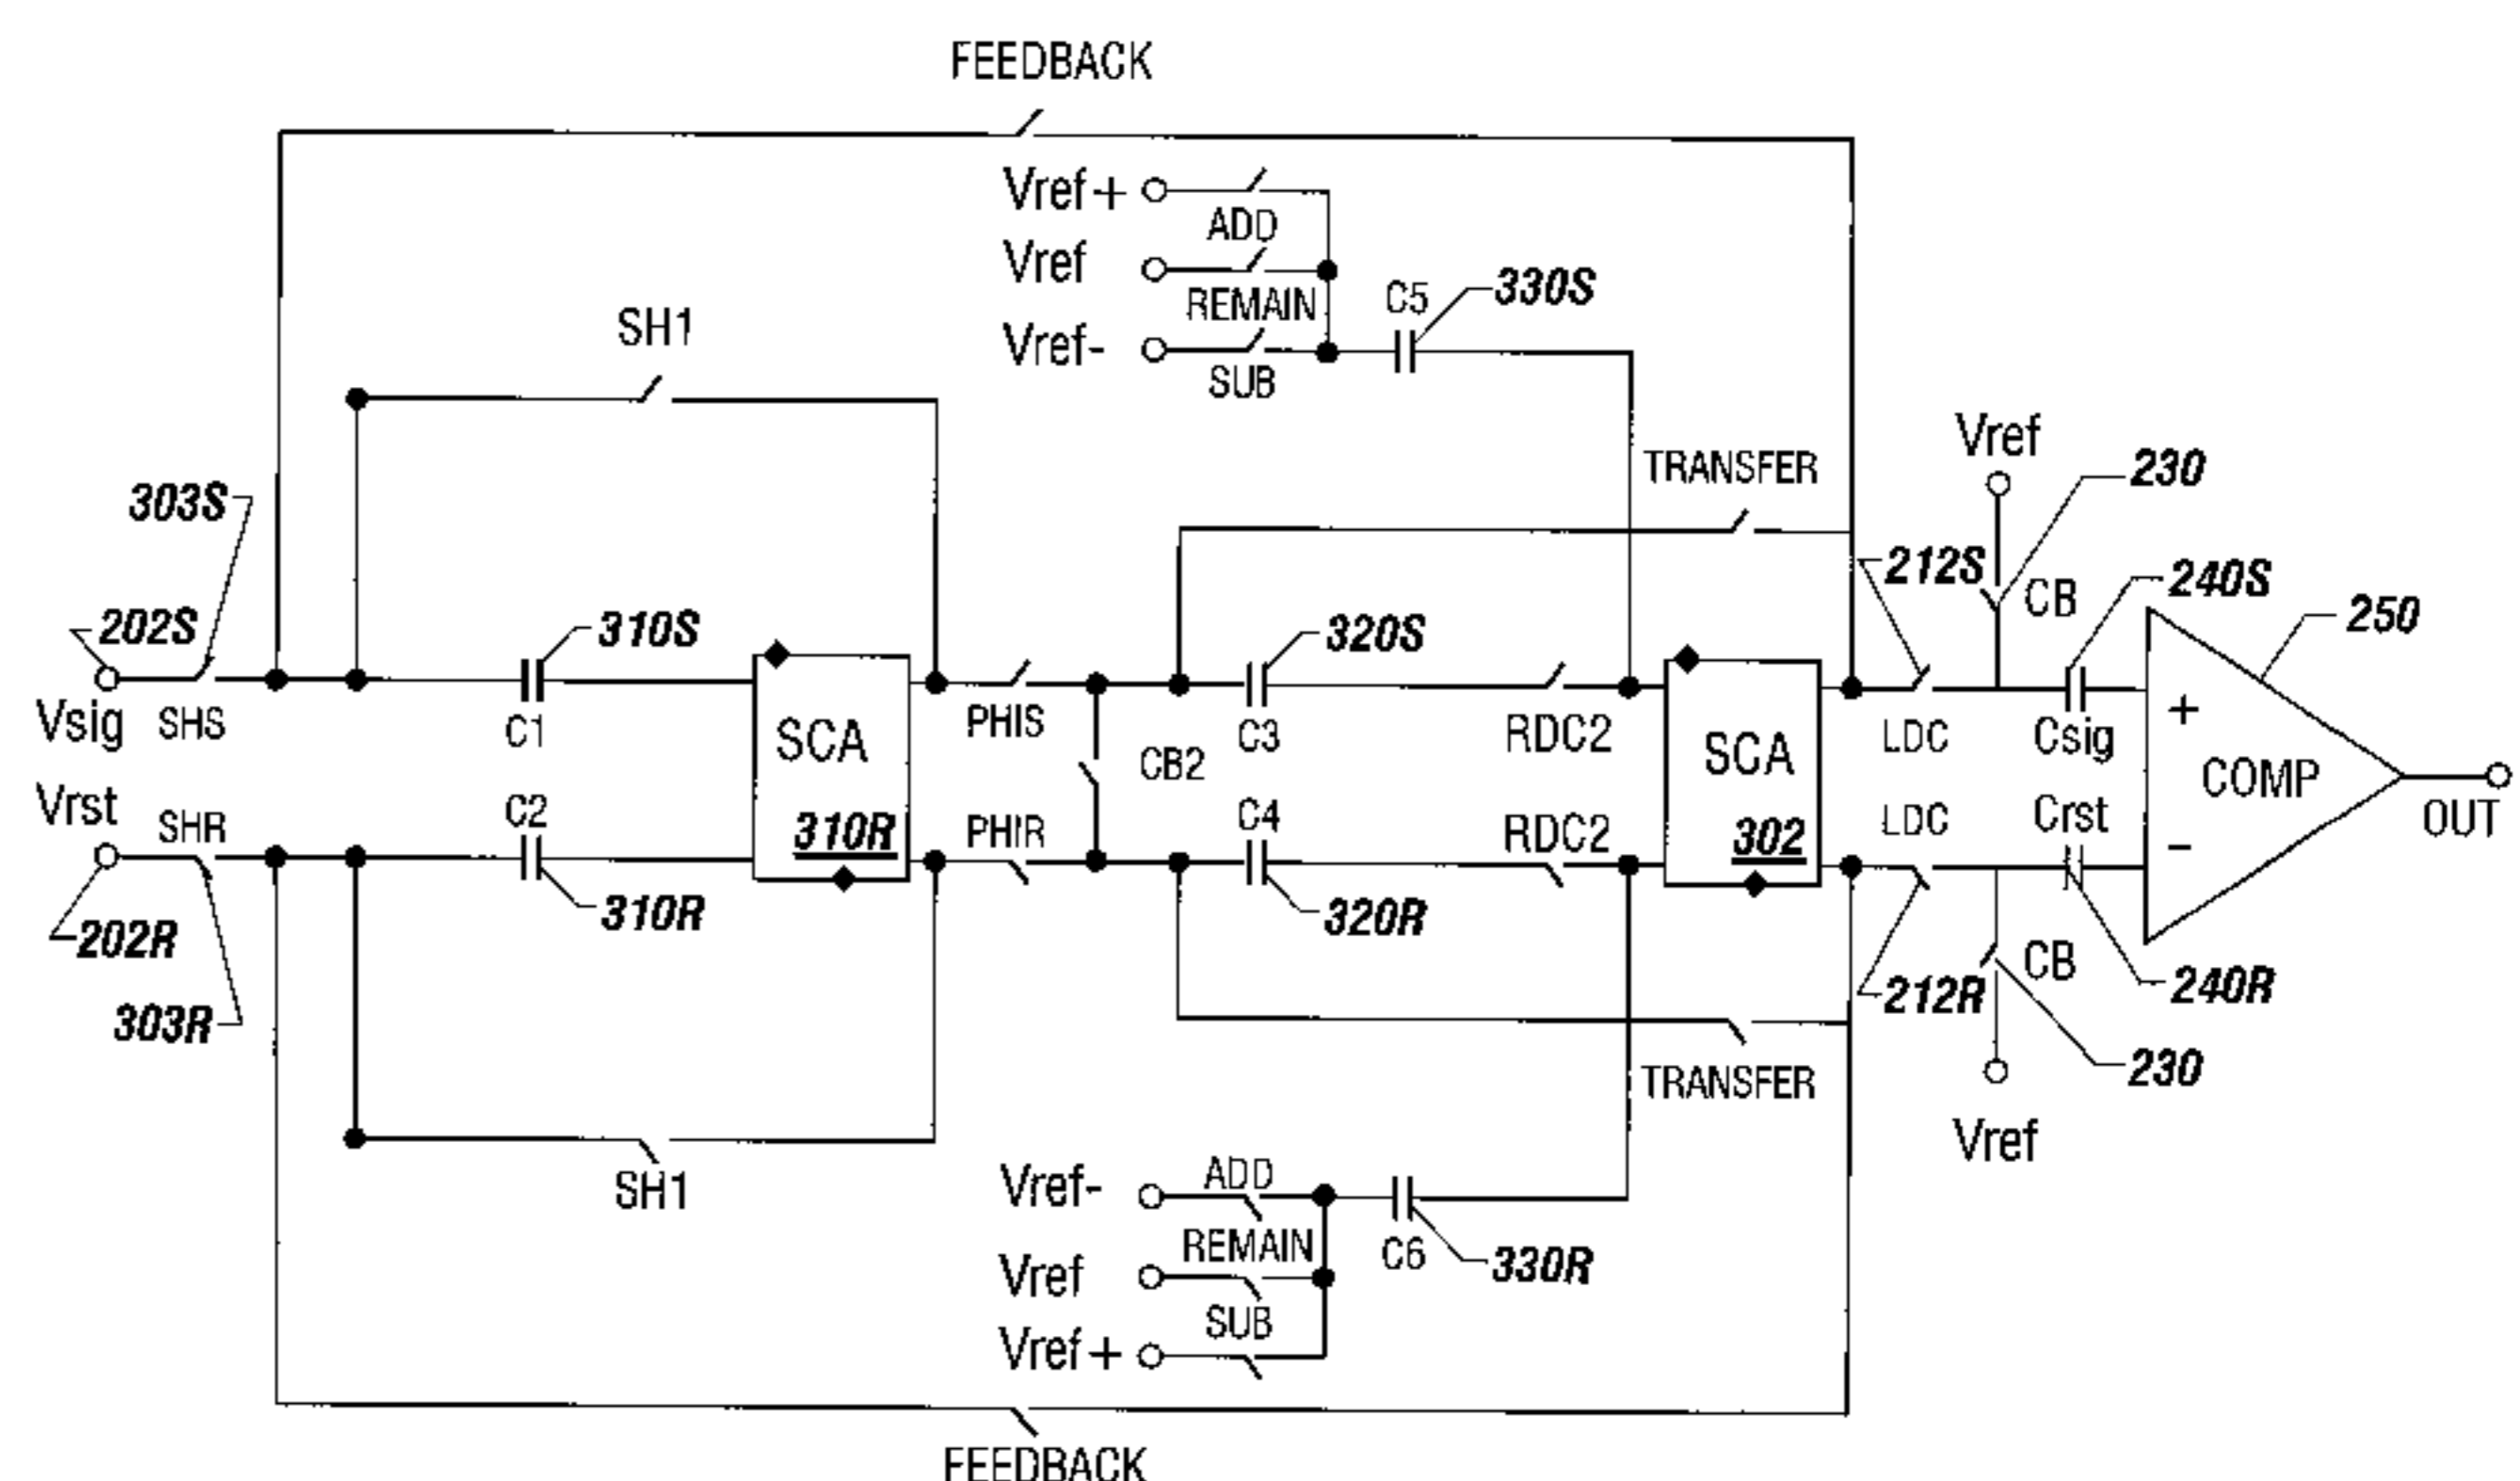 FEEDBACK
Vref+
ADD
Vref
REMAIN
Vref-
SUB
C5
330S
SH1
TRANSFER
Vref
230
303S
212S
CB
240S
250
202S
310S
320S
Vsig
SHS
C1
SCA
PHIS
CB2
C3
RDC2
SCA
LDC
Csig
+
COMP
OUT
Vrst
SHR
C2
310R
PHIR
C4
RDC2
302
LDC
Crst
-
202R
310R
320R
303R
212R
CB
240R
230
TRANSFER
Vref
SH1
Vref-
ADD
REMAIN
Vref
SUB
Vref+
C6
330R
FEEDBACK